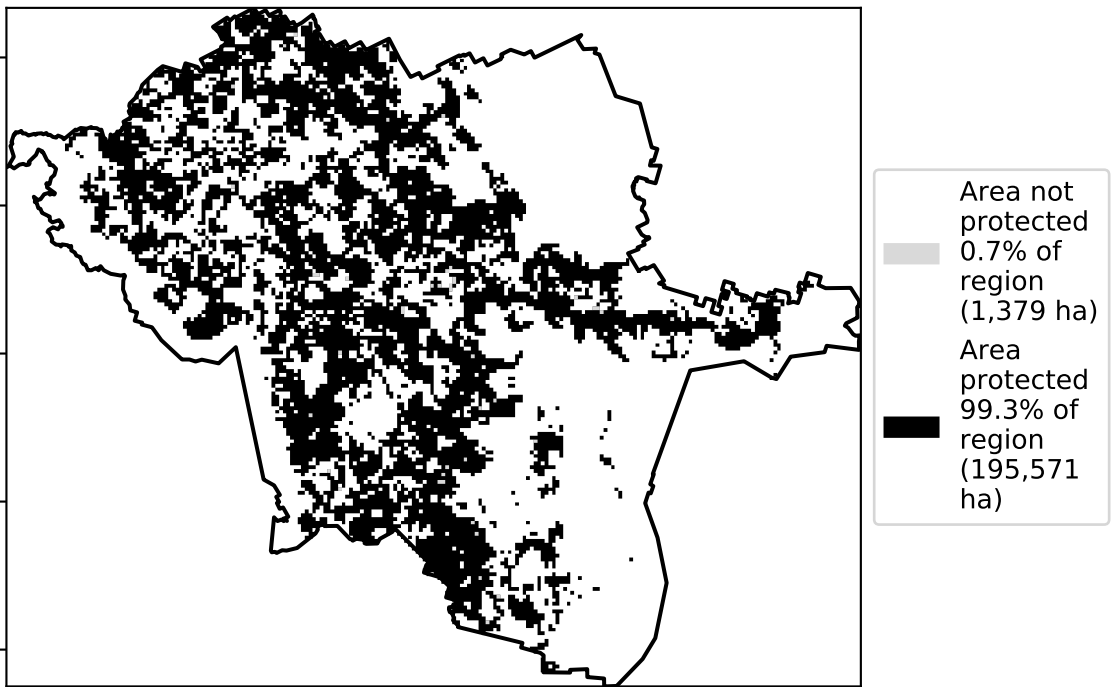 Area not
protected
0.7% of
region
(1,379 ha)
Area
protected
99.3% of
region
(195,571
ha)